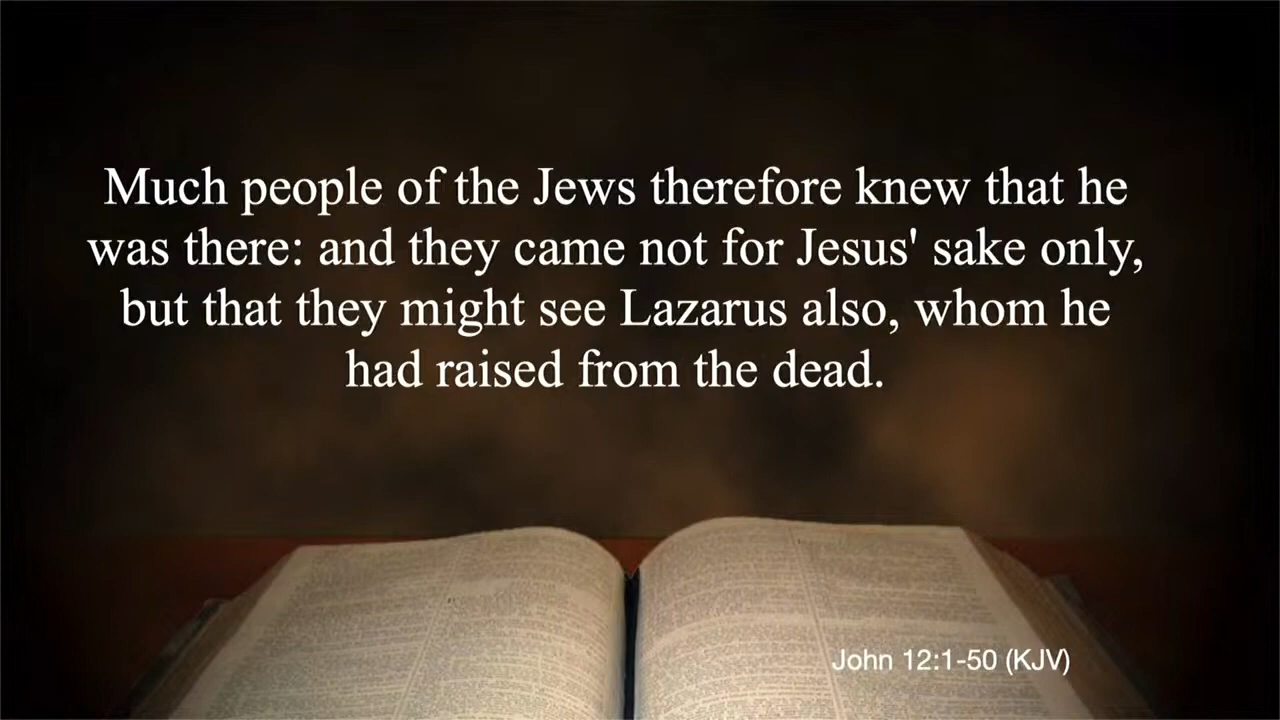 Much people of the Jews therefore knew that he
was there: and they came not for Jesus' sake only,
but that they might see Lazarus also, whom he
had raised from the dead.
John 12:1-50 (KJV)